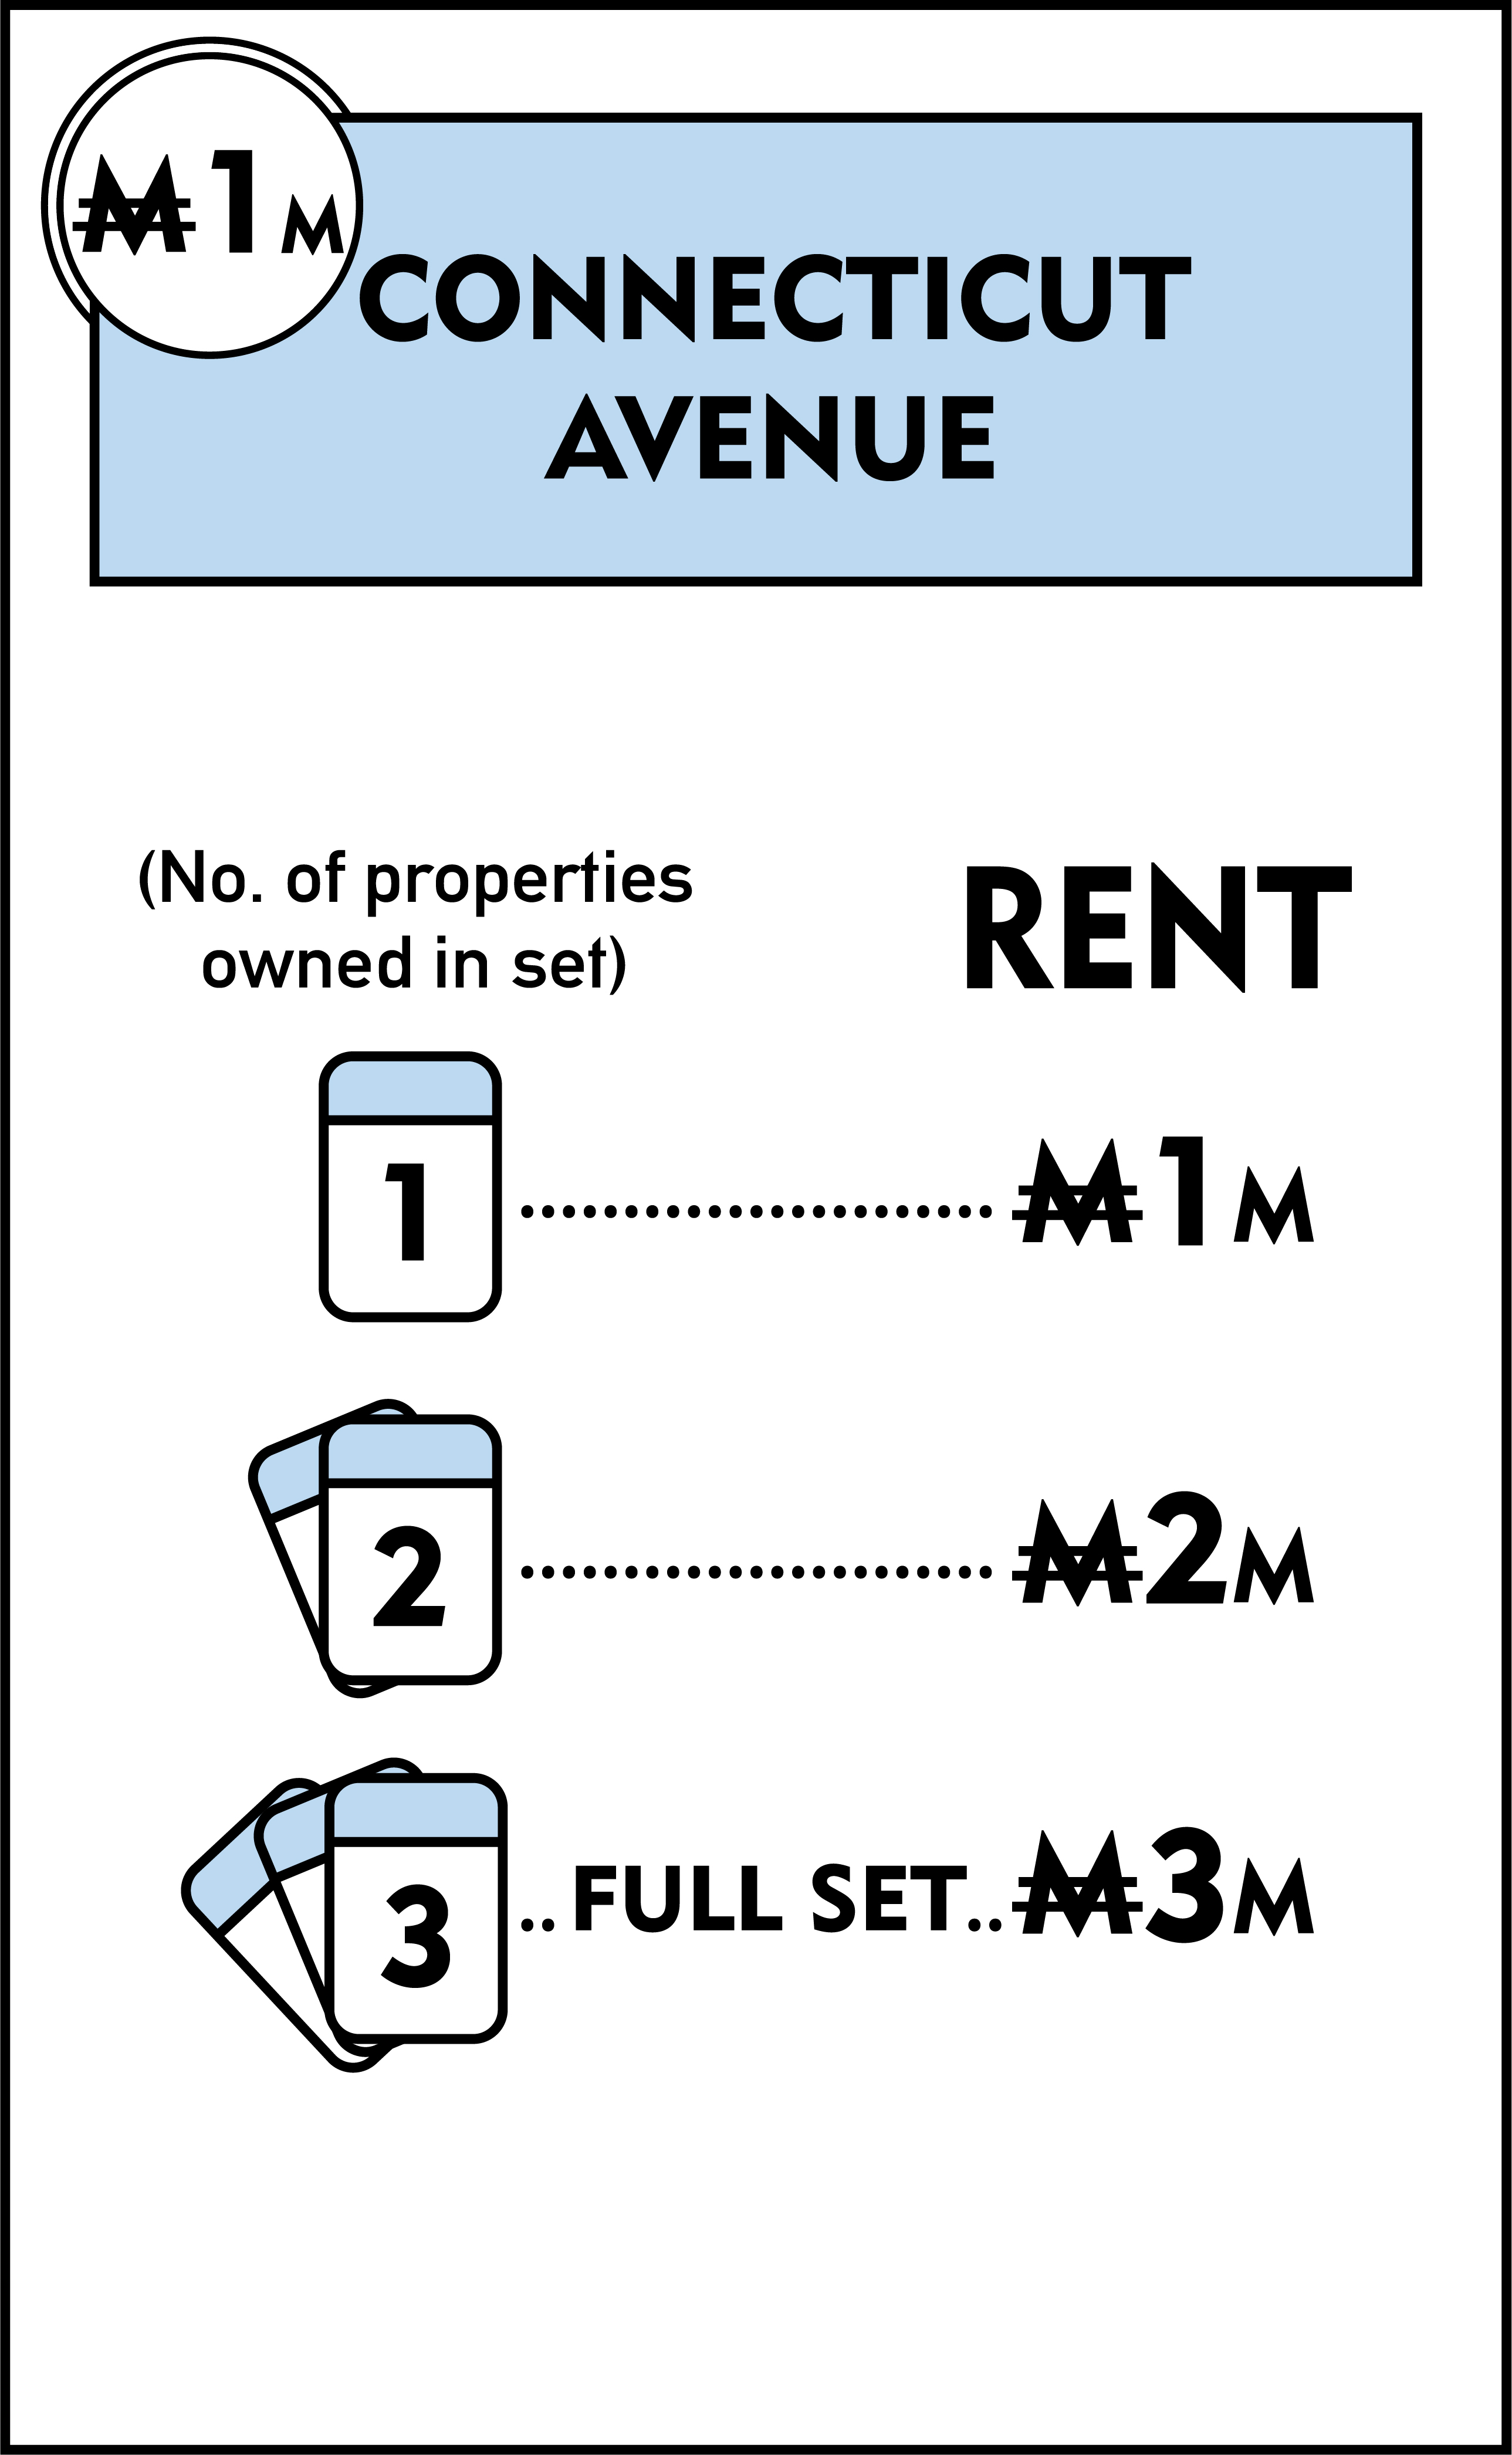 ₩1M
CONNECTICUT
AVENUE
(No. of properties
owned in set)
RENT
1 ....................... ₩1M
2 ....................... ₩2M
3 ..FULL SET.. ₩3M